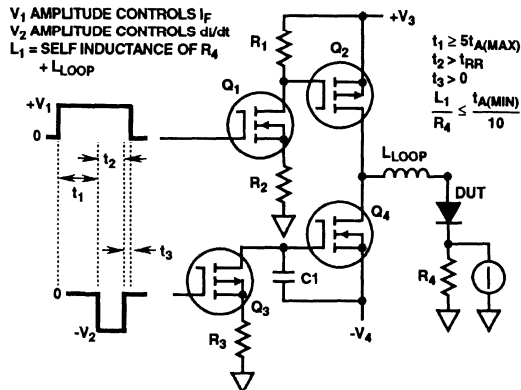 V1 AMPLITUDE CONTROLS IF
V2 AMPLITUDE CONTROLS di/dt
L1 = SELF INDUCTANCE OF R4
+ LLOOP
+V3
t1 ≥ 5tA(MAX)
t2 > tRR
t3 > 0
L1
R4
≤
tA(MIN)
10
R1
Q2
Q1
+V1
0
t2
t1
t3
R2
LLOOP
DUT
Q4
R4
C1
0
-V2
Q3
R3
-V4